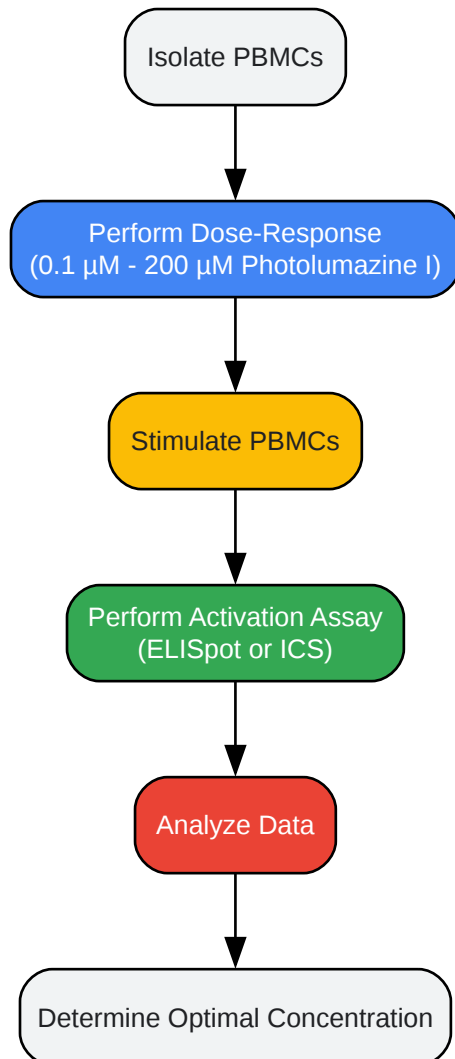 Isolate PBMCs
Perform Dose-Response
(0.1 µM - 200 µM Photolumazine I)
Stimulate PBMCs
Perform Activation Assay
(ELISpot or ICS)
Analyze Data
Determine Optimal Concentration